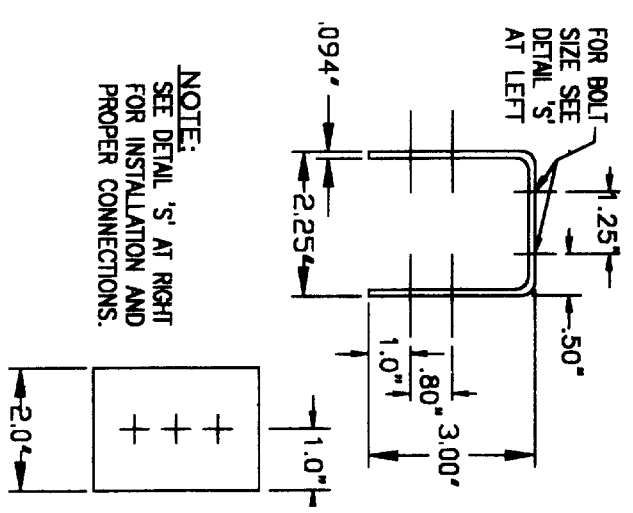 FOR BOLT
SIZE SEE
DETAIL 'S'
AT LEFT
1.25"
.50"
.094"
2.25"
1.0"
.80"
3.00"
NOTE:
SEE DETAIL 'S' AT RIGHT
FOR INSTALLATION AND
PROPER CONNECTIONS.
1.0"
2.0"